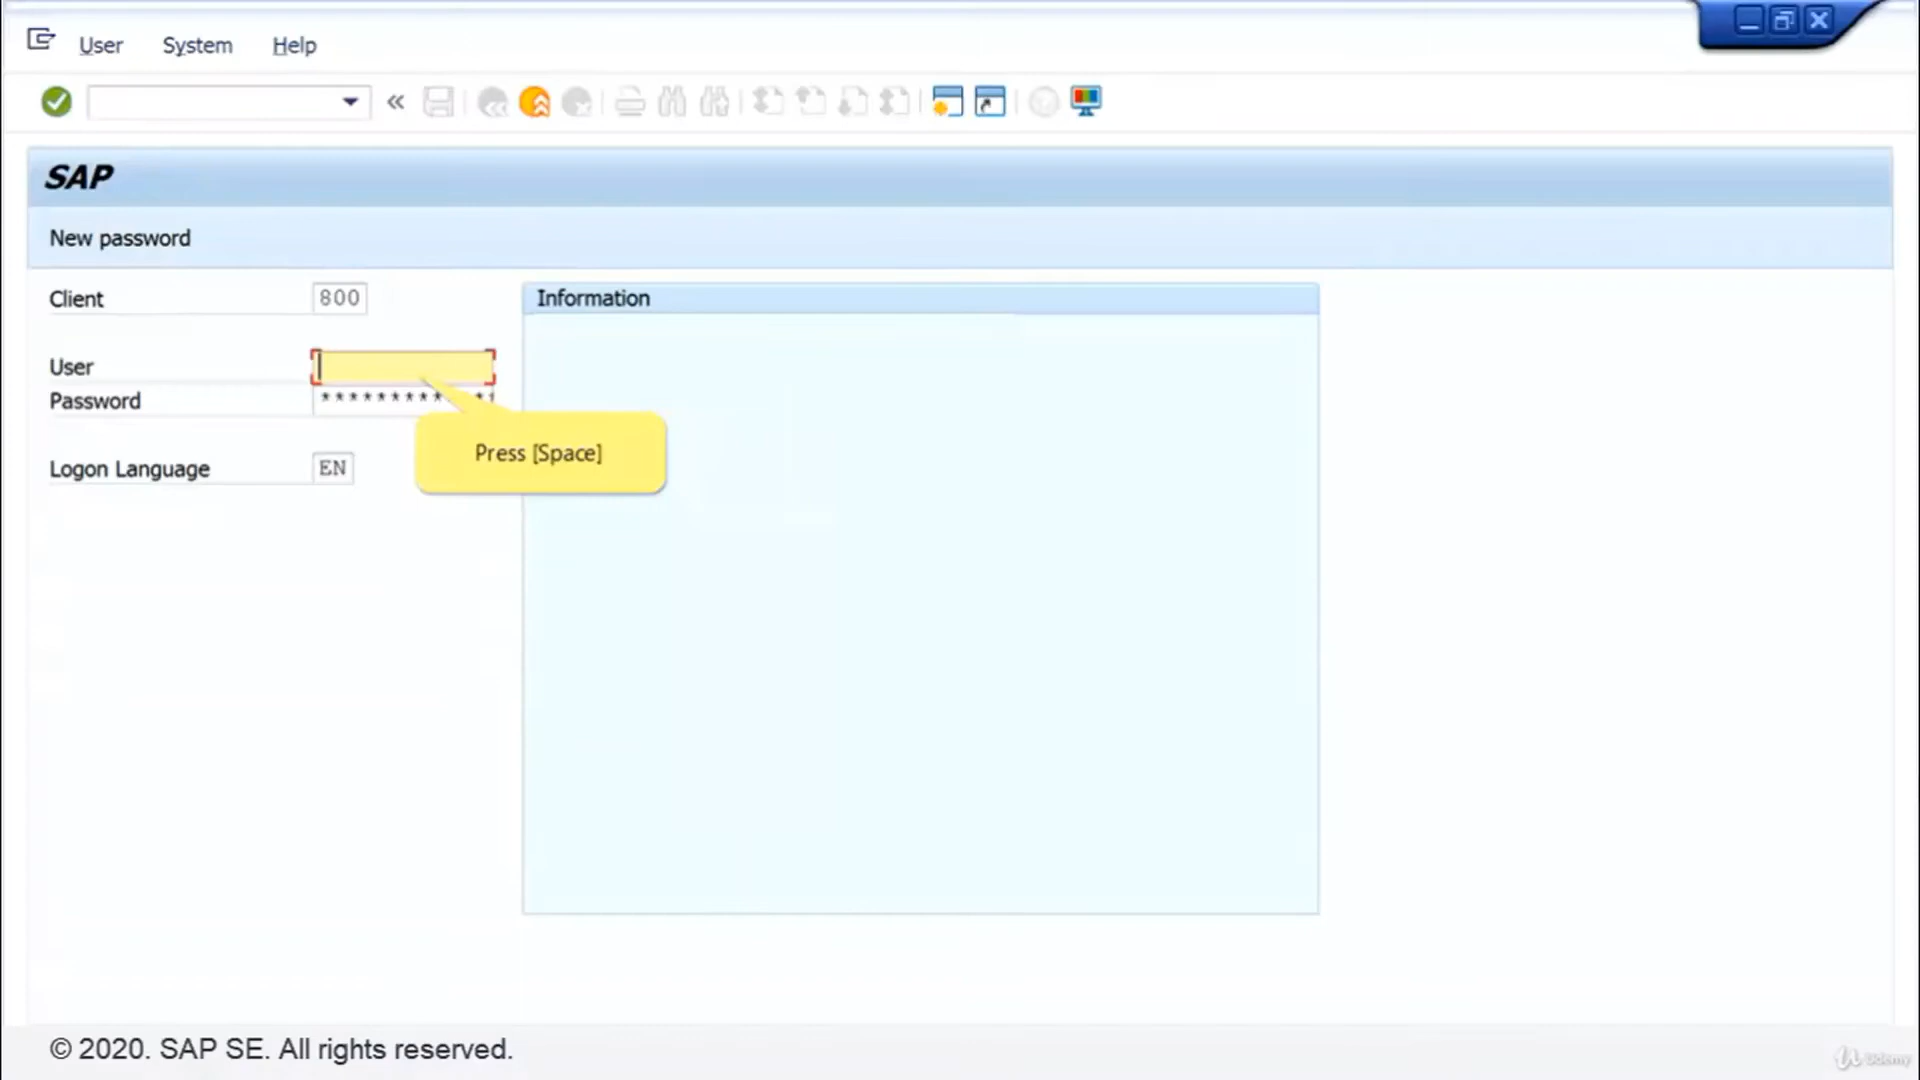 User System Help
SAP
New password
Client 800
Information
User
Password ************
Press [Space]
Logon Language EN
© 2020. SAP SE. All rights reserved.
Udemy